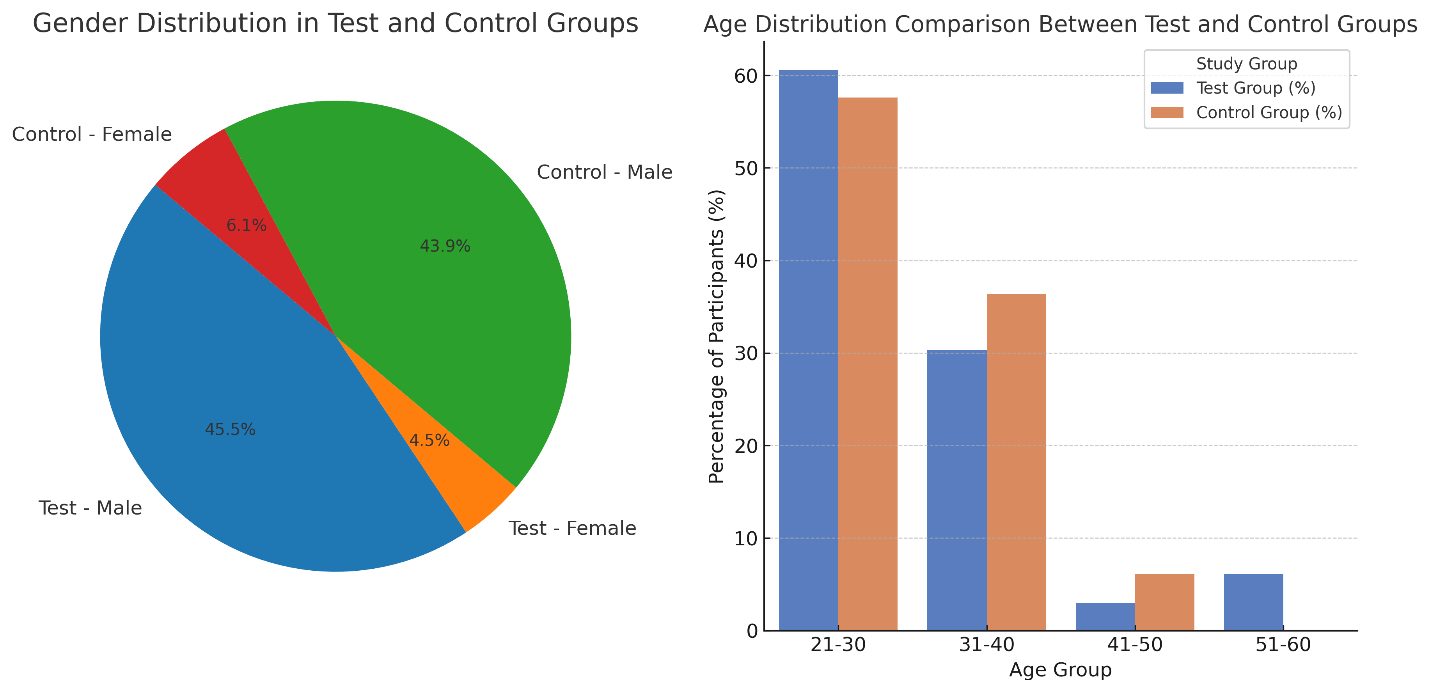 Gender Distribution in Test and Control Groups
Control - Female
Control - Male
6.1%
43.9%
45.5%
4.5%
Test - Male
Test - Female
Age Distribution Comparison Between Test and Control Groups
Study Group
Test Group (%)
Control Group (%)
Percentage of Participants (%)
60
50
40
30
20
10
0
21-30
31-40
41-50
51-60
Age Group